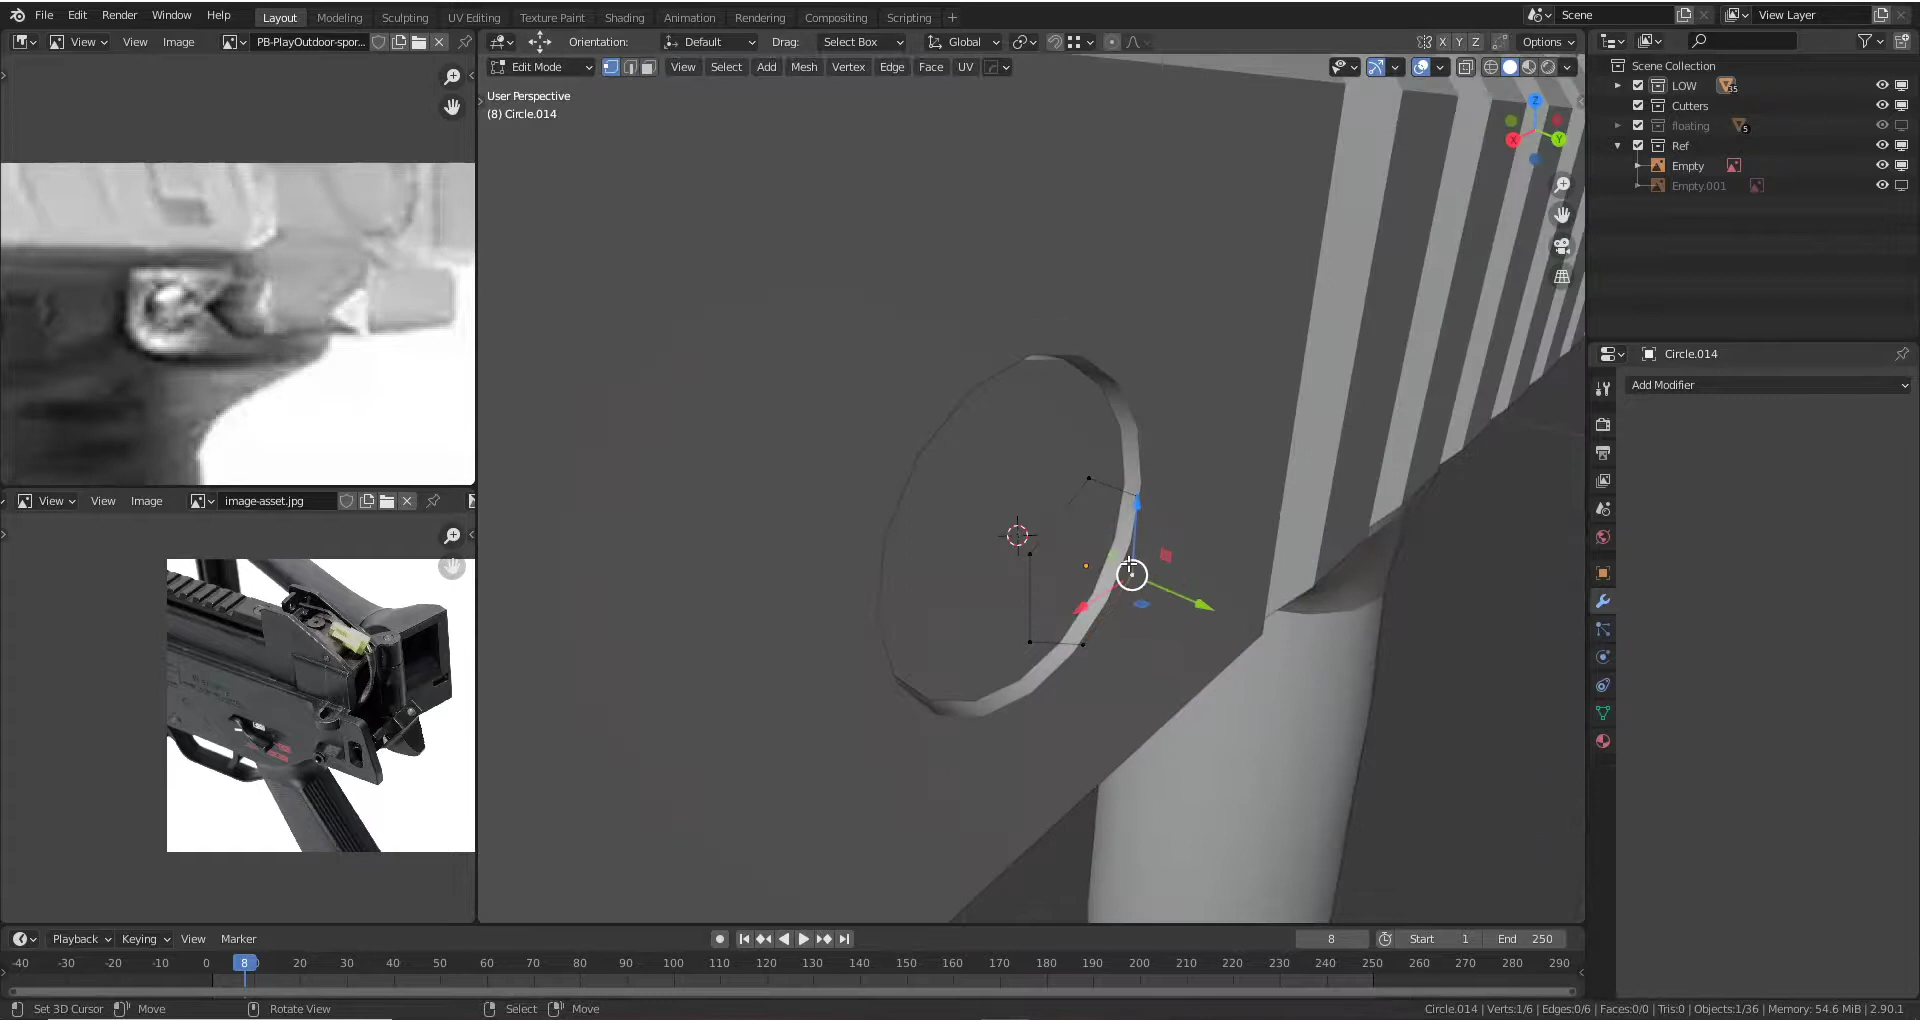 File Edit Render Window Help
Layout Modeling Sculpting UV Editing Texture Paint Shading Animation Rendering Compositing Scripting +
Scene
View Layer
View View Image PB-PlayOutdoor-spor...
Orientation: Default Drag: Select Box Global X Y Z Options
Edit Mode View Select Add Mesh Vertex Edge Face UV
User Perspective
(8) Circle.014
Z
X
Y
Scene Collection
LOW 35
Cutters
floating 5
Ref
Empty
Empty.001
Circle.014
Add Modifier
View View Image image-asset.jpg
Playback Keying View Marker
8 Start 1 End 250
-40 -30 -20 -10 0 8 20 30 40 50 60 70 80 90 100 110 120 130 140 150 160 170 180 190 200 210 220 230 240 250 260 270 280 290
Set 3D Cursor Move Rotate View Select Move
Circle.014 | Verts:1/6 | Edges:0/6 | Faces:0/0 | Tris:0 | Objects:1/36 | Memory: 54.6 MiB | 2.90.1